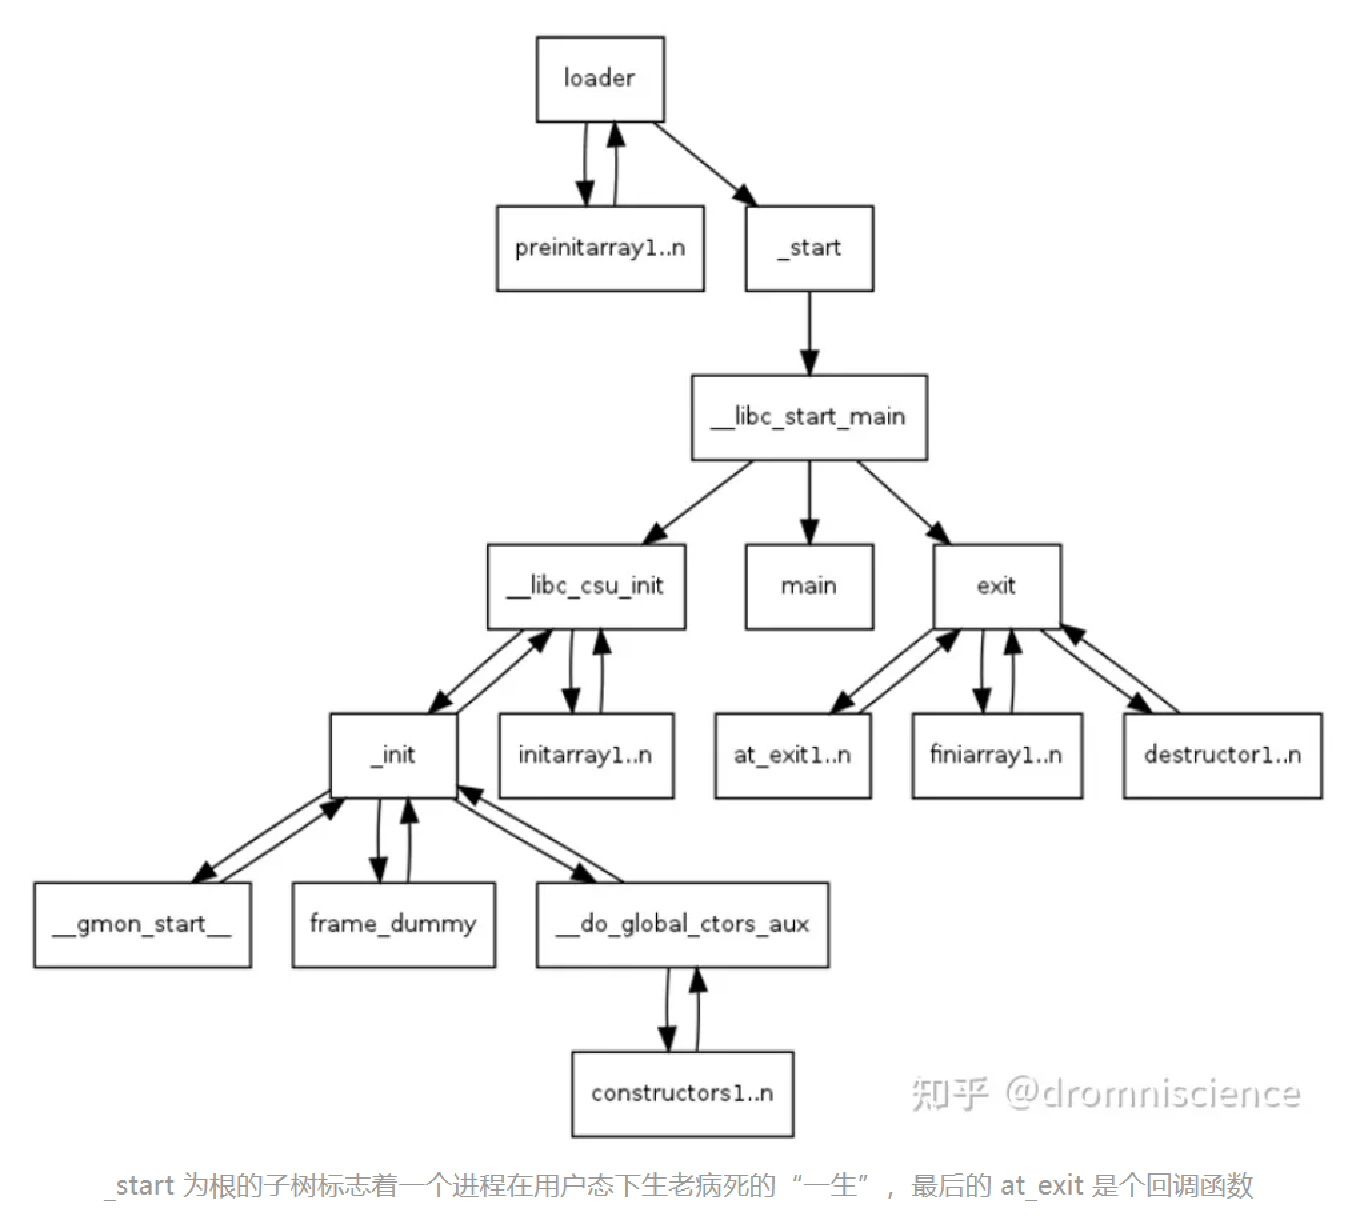 loader
preinitarray1..n
_start
__libc_start_main
__libc_csu_init
main
exit
_init
initarray1..n
at_exit1..n
finiarray1..n
destructor1..n
__gmon_start__
frame_dummy
__do_global_ctors_aux
constructors1..n
知乎 @dromniscience
_start 为根的子树标志着一个进程在用户态下生老病死的“一生”，最后的 at_exit 是个回调函数